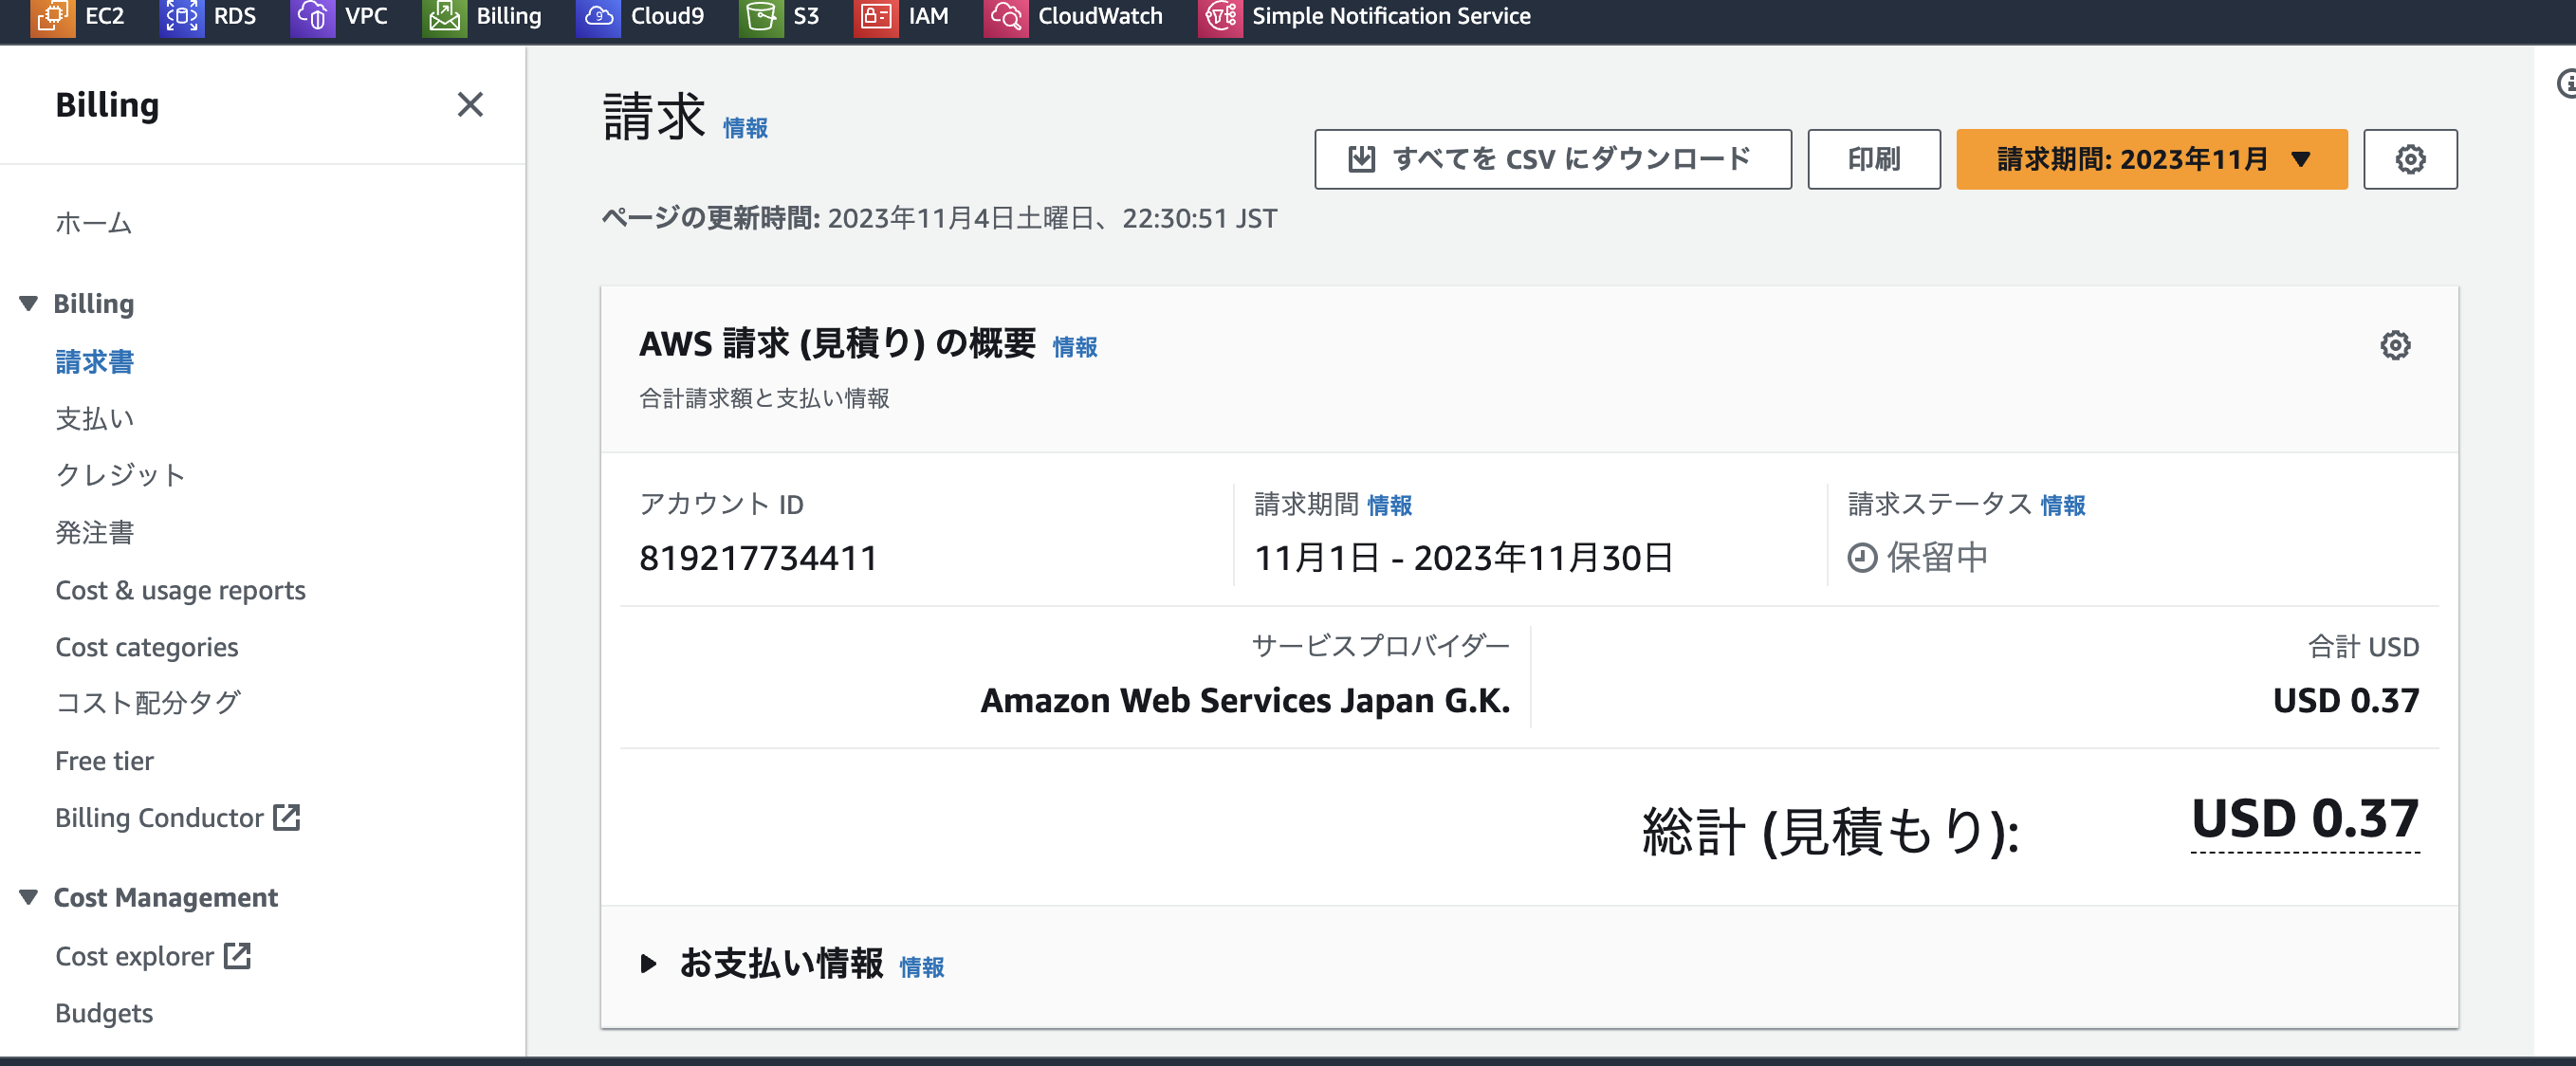 EC2 RDS VPC Billing Cloud9 S3 IAM CloudWatch Simple Notification Service
Billing
ホーム
Billing
請求書
支払い
クレジット
発注書
Cost & usage reports
Cost categories
コスト配分タグ
Free tier
Billing Conductor
Cost Management
Cost explorer
Budgets
請求 情報
すべてを CSV にダウンロード
印刷
請求期間: 2023年11月
ページの更新時間: 2023年11月4日土曜日、22:30:51 JST
AWS 請求 (見積り) の概要 情報
合計請求額と支払い情報
アカウント ID
819217734411
請求期間 情報
11月1日 - 2023年11月30日
請求ステータス 情報
保留中
サービスプロバイダー
Amazon Web Services Japan G.K.
合計 USD
USD 0.37
総計 (見積もり): USD 0.37
お支払い情報 情報